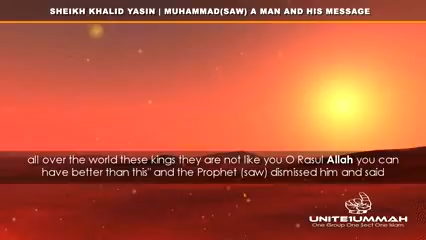 SHEIKH KHALID YASIN | MUHAMMAD(SAW) A MAN AND HIS MESSAGE
all over the world these kings they are not like you O Rasul Allah you can
have better than this" and the Prophet (saw) dismissed him and said
UNITE1UMMAH
One Group One Sect One Islam